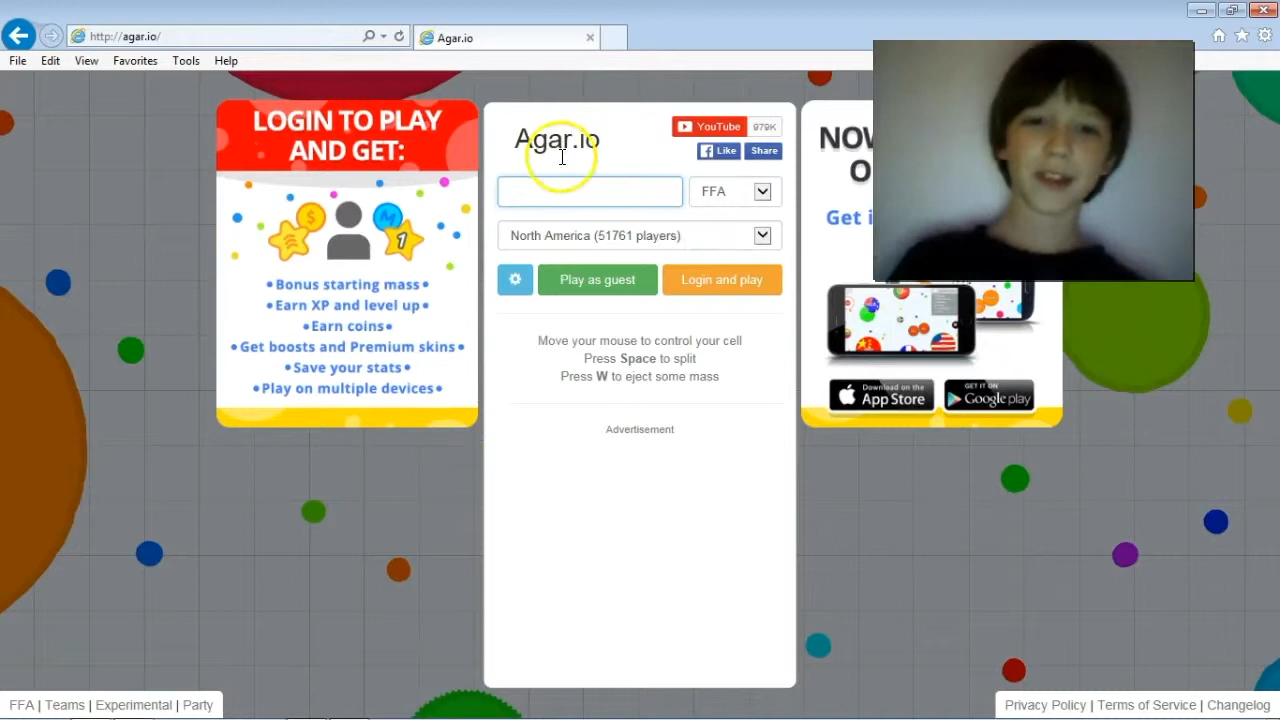 http://agar.io/
Agar.io
File Edit View Favorites Tools Help
LOGIN TO PLAY
AND GET:
1
•Bonus starting mass•
•Earn XP and level up•
•Earn coins•
•Get boosts and Premium skins•
•Save your stats•
•Play on multiple devices•
Agar.io
YouTube 979K
Like Share
FFA
North America (51761 players)
Play as guest Login and play
Move your mouse to control your cell
Press Space to split
Press W to eject some mass
Advertisement
Download on the
App Store
GET IT ON
Google play
FFA | Teams | Experimental | Party
Privacy Policy | Terms of Service | Changelog